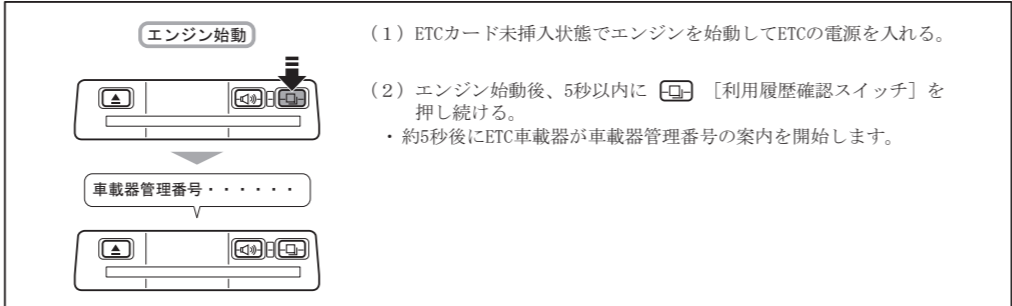 エンジン始動
車載器管理番号・・・・・・
(1)ETCカード未挿入状態でエンジンを始動してETCの電源を入れる。
(2)エンジン始動後、5秒以内に [利用履歴確認スイッチ]を
押し続ける。
・約5秒後にETC車載器が車載器管理番号の案内を開始します。